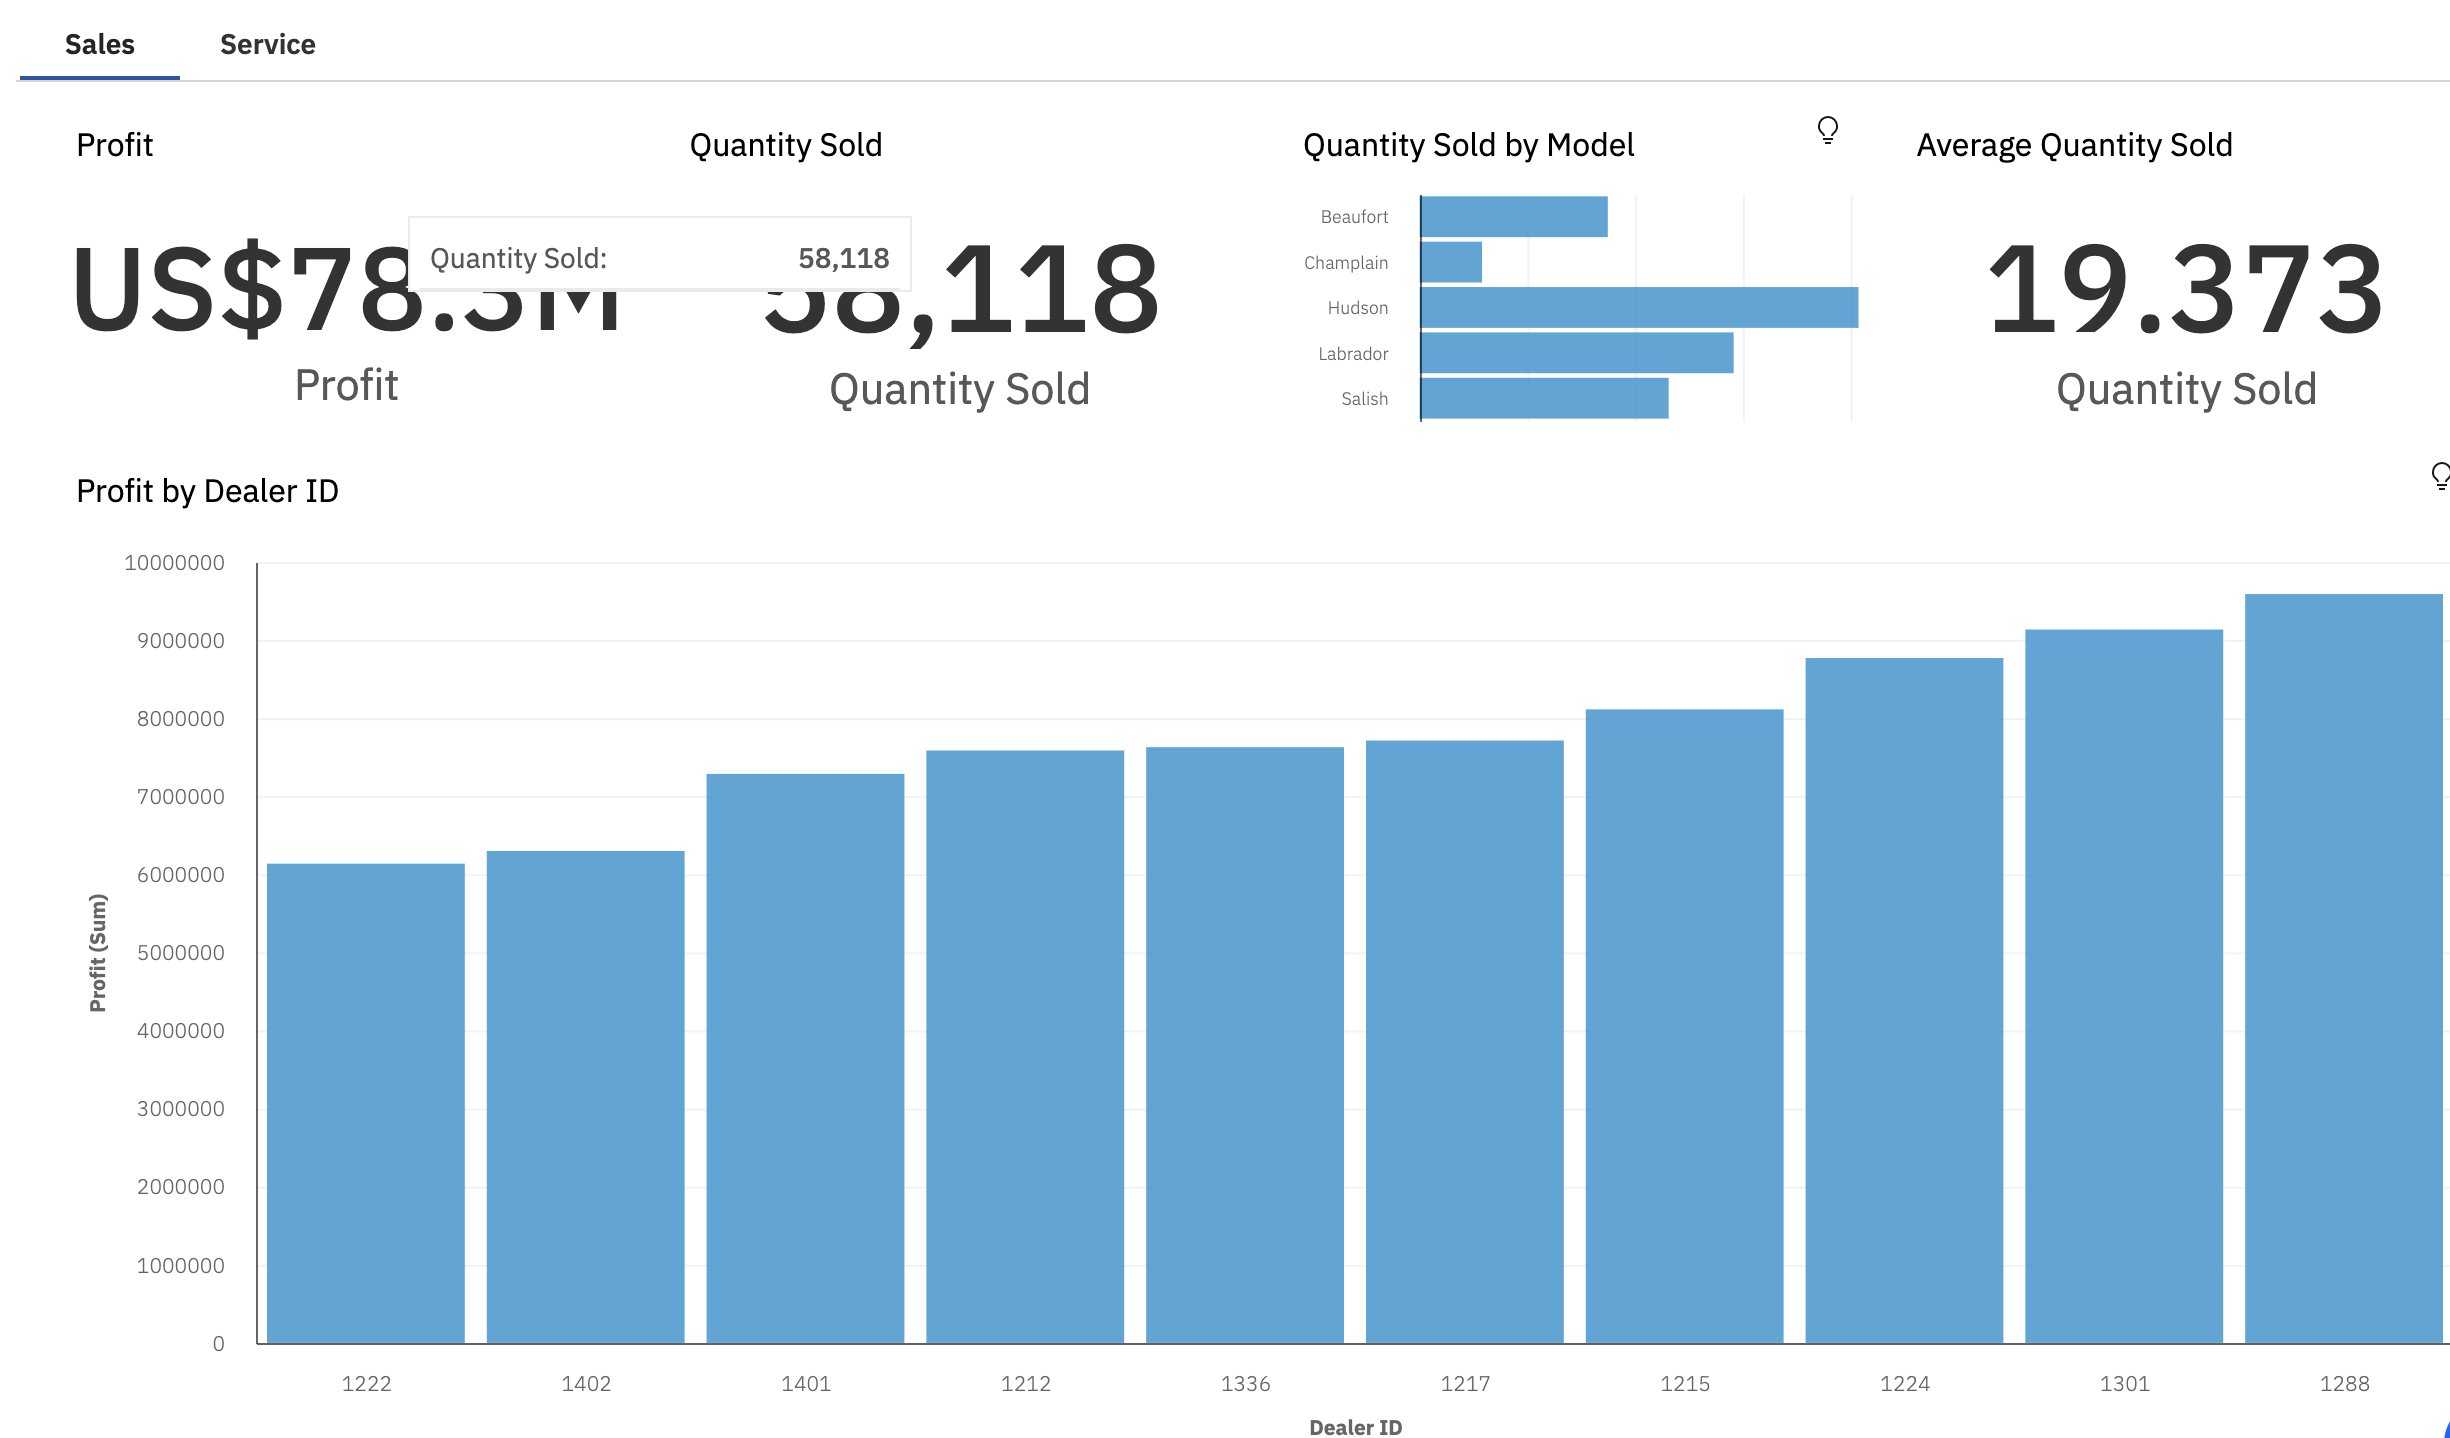 Sales Service
Profit
US$78.3M
Profit
Quantity Sold
Quantity Sold: 58,118
58,118
Quantity Sold
Quantity Sold by Model
Beaufort
Champlain
Hudson
Labrador
Salish
Average Quantity Sold
19.373
Quantity Sold
Profit by Dealer ID
10000000
9000000
8000000
7000000
6000000
5000000
4000000
3000000
2000000
1000000
0
Profit (Sum)
1222 1402 1401 1212 1336 1217 1215 1224 1301 1288
Dealer ID